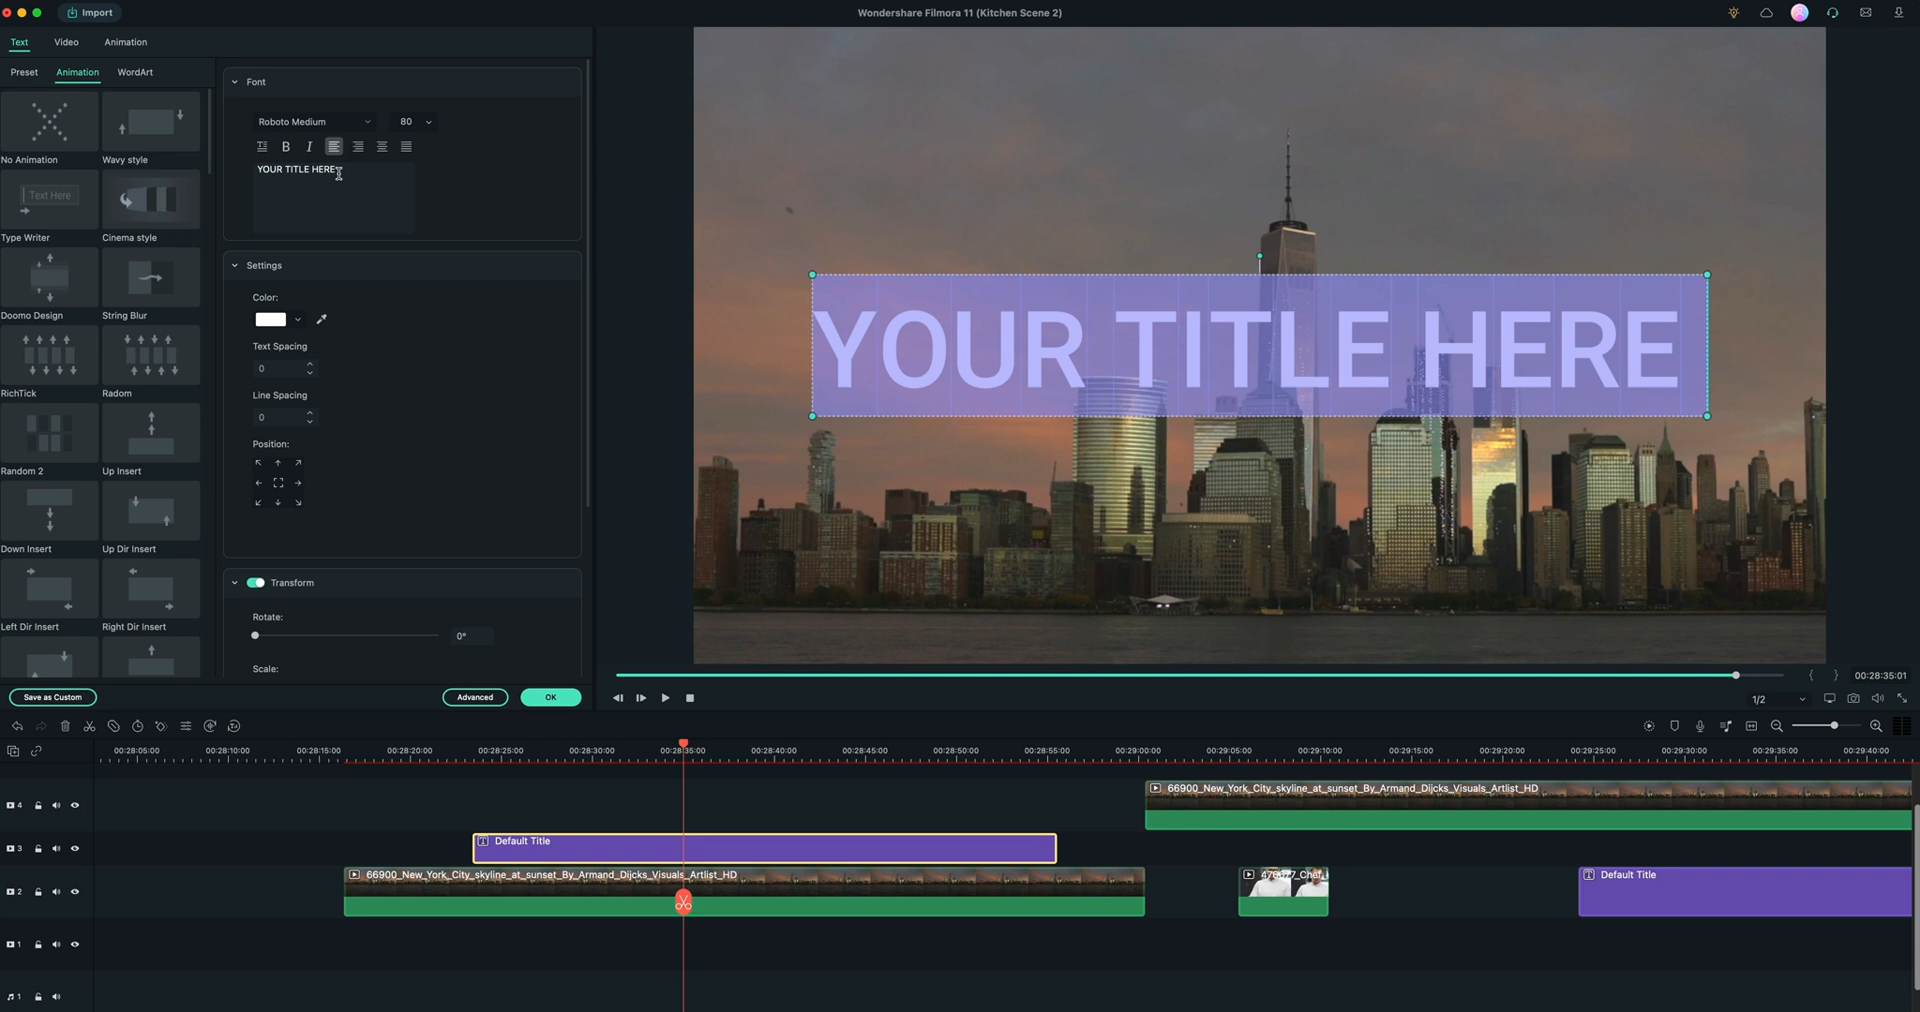 Import
Wondershare Filmora 11 (Kitchen Scene 2)
Text Video Animation
Preset Animation WordArt
No Animation
Wavy style
Text Here
Type Writer
Cinema style
Doomo Design
String Blur
RichTick
Radom
Random 2
Up Insert
Down Insert
Up Dir Insert
Left Dir Insert
Right Dir Insert
Font
Roboto Medium 80
B I
YOUR TITLE HERE
Settings
Color:
Text Spacing
0
Line Spacing
0
Position:
Transform
Rotate:
0°
Scale:
Save as Custom
Advanced
OK
YOUR TITLE HERE
{ } 00:28:35:01
1/2
00:28:05:00 00:28:10:00 00:28:15:00 00:28:20:00 00:28:25:00 00:28:30:00 00:28:35:00 00:28:40:00 00:28:45:00 00:28:50:00 00:28:55:00 00:29:00:00 00:29:05:00 00:29:10:00 00:29:15:00 00:29:20:00 00:29:25:00 00:29:30:00 00:29:35:00 00:29:40:00
4
66900_New_York_City_skyline_at_sunset_By_Armand_Dijcks_Visuals_Artlist_HD
3
Default Title
2
66900_New_York_City_skyline_at_sunset_By_Armand_Dijcks_Visuals_Artlist_HD
Default Title
1
1